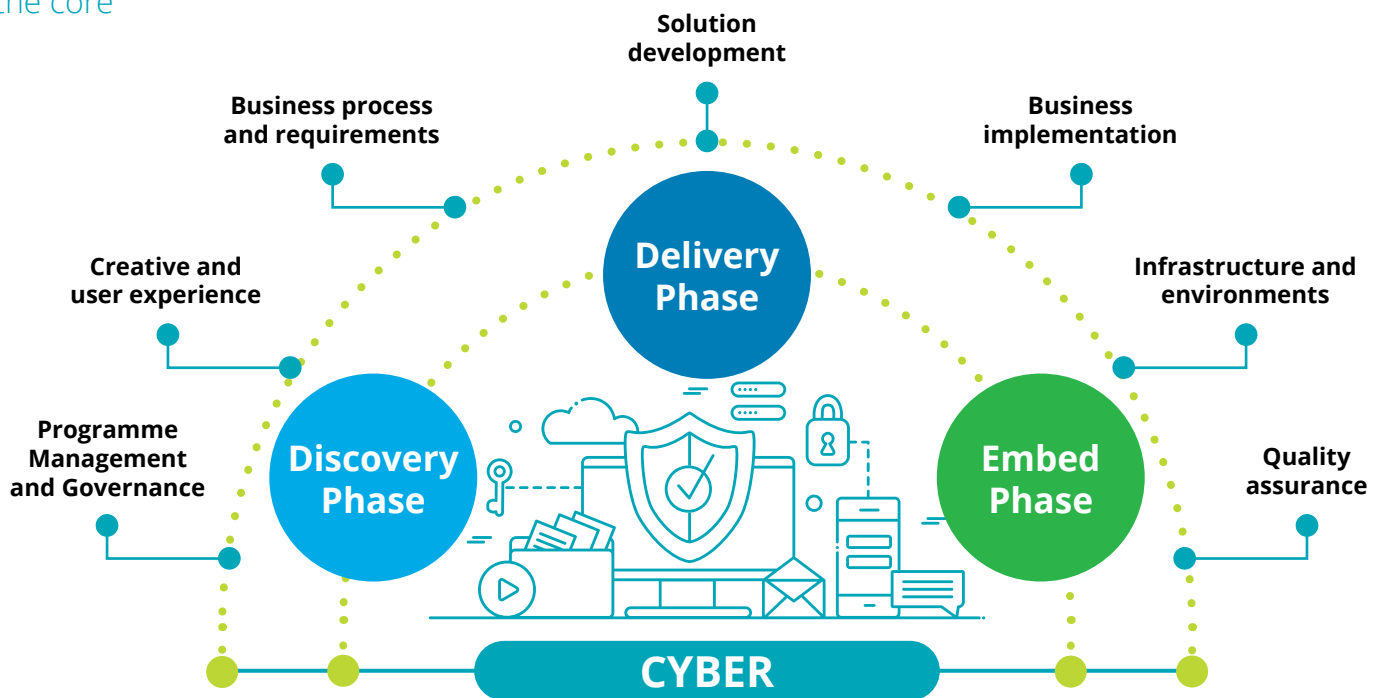 the core
Solution
development
Business process
and requirements
Business
implementation
Creative and
user experience
Infrastructure and
environments
Programme
Management
and Governance
Quality
assurance
Delivery
Phase
Discovery
Phase
Embed
Phase
CYBER